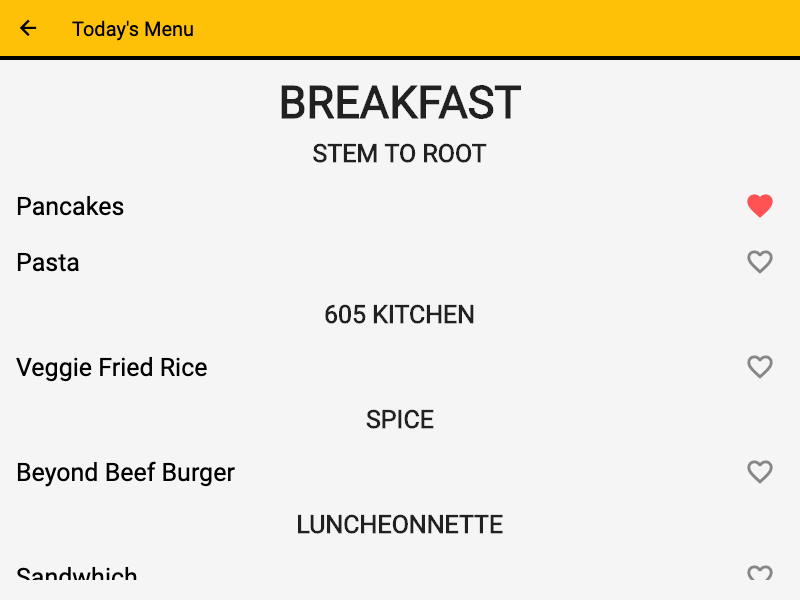 Today's Menu
BREAKFAST
STEM TO ROOT
Pancakes
Pasta
605 KITCHEN
Veggie Fried Rice
SPICE
Beyond Beef Burger
LUNCHEONNETTE
Sandwhich